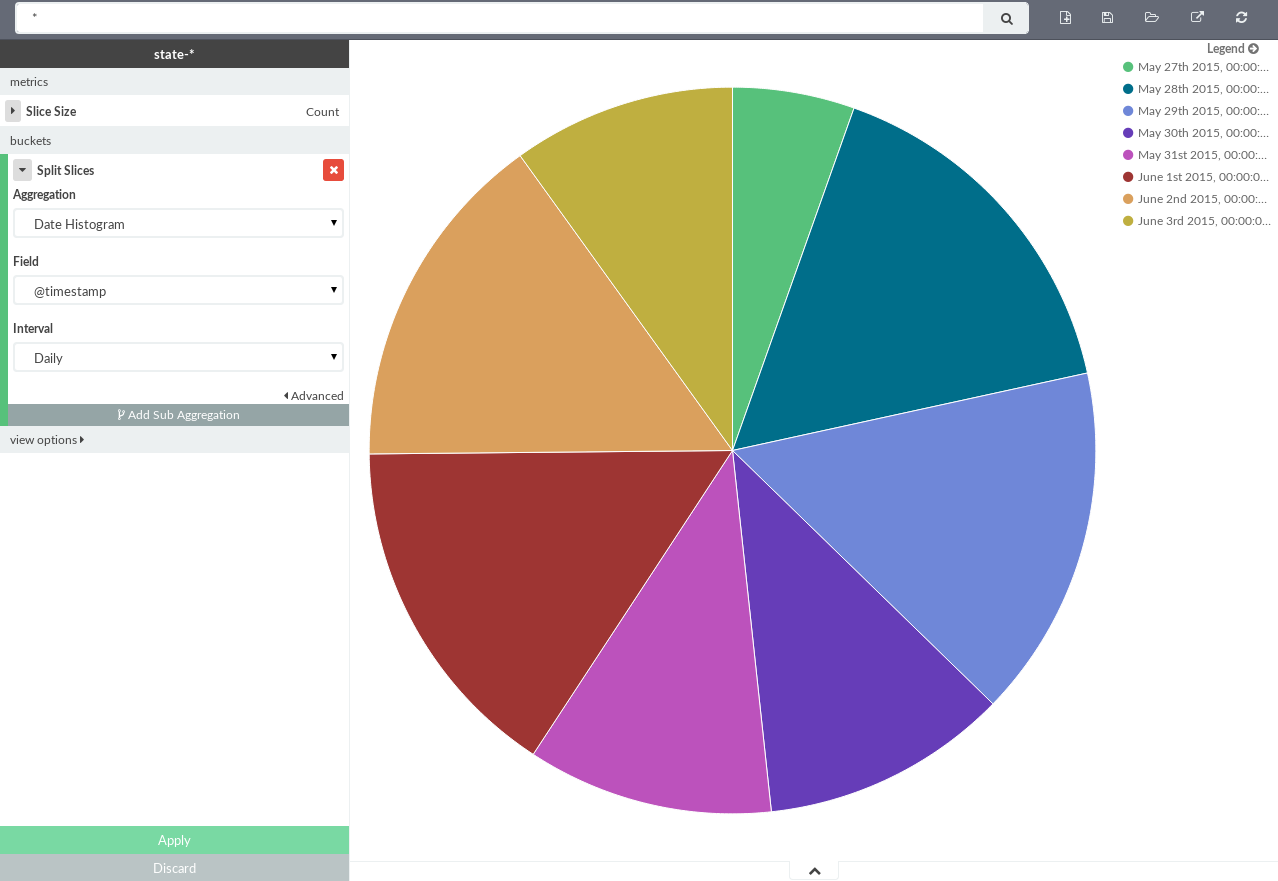 *
state-*
metrics
Slice Size Count
buckets
Split Slices
Aggregation
Date Histogram
Field
@timestamp
Interval
Daily
Advanced
Add Sub Aggregation
view options
Apply
Discard
Legend
May 27th 2015, 00:00:...
May 28th 2015, 00:00:...
May 29th 2015, 00:00:...
May 30th 2015, 00:00:...
May 31st 2015, 00:00:...
June 1st 2015, 00:00:0...
June 2nd 2015, 00:00:...
June 3rd 2015, 00:00:0...